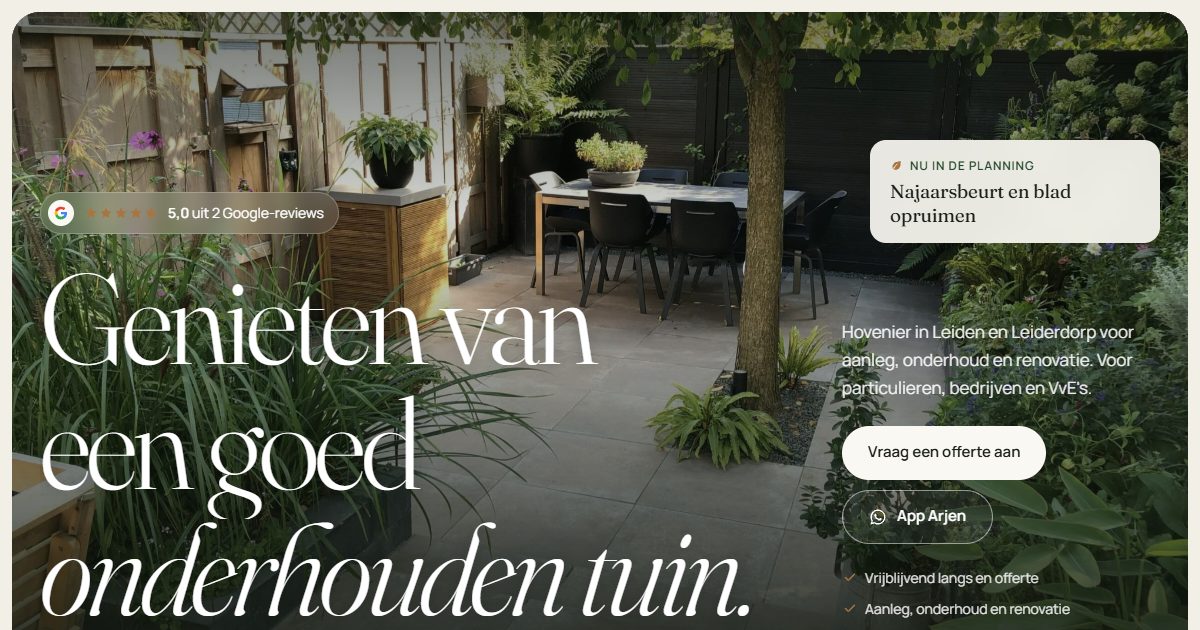 NU IN DE PLANNING
Najaarsbeurt en blad
opruimen
5,0 uit 2 Google-reviews
Genieten van
een goed
onderhouden tuin.
Hovenier in Leiden en Leiderdorp voor
aanleg, onderhoud en renovatie. Voor
particulieren, bedrijven en VvE's.
Vraag een offerte aan
App Arjen
Vrijblijvend langs en offerte
Aanleg, onderhoud en renovatie